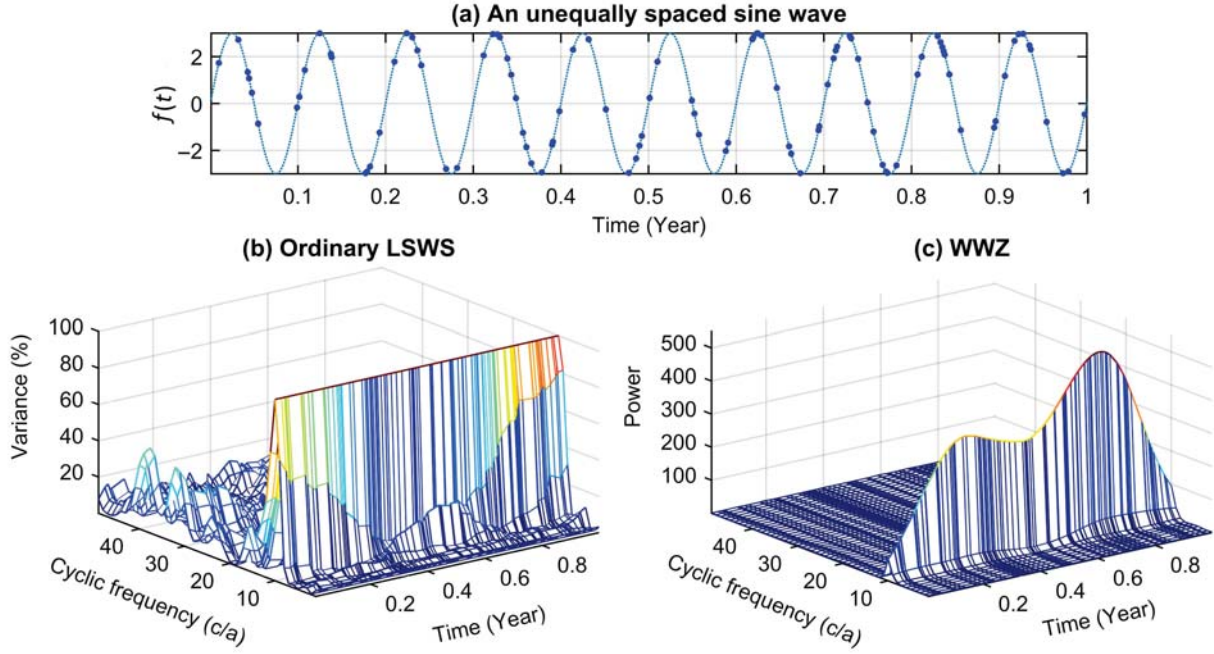 (a) An unequally spaced sine wave
f(t)
2
0
−2
0.1 0.2 0.3 0.4 0.5 0.6 0.7 0.8 0.9 1
Time (Year)
(b) Ordinary LSWS
Variance (%)
100
80
60
40
20
40 30 20 10
Cyclic frequency (c/a)
0.2 0.4 0.6 0.8
Time (Year)
(c) WWZ
Power
500
400
300
200
100
40 30 20 10
Cyclic frequency (c/a)
0.2 0.4 0.6 0.8
Time (Year)